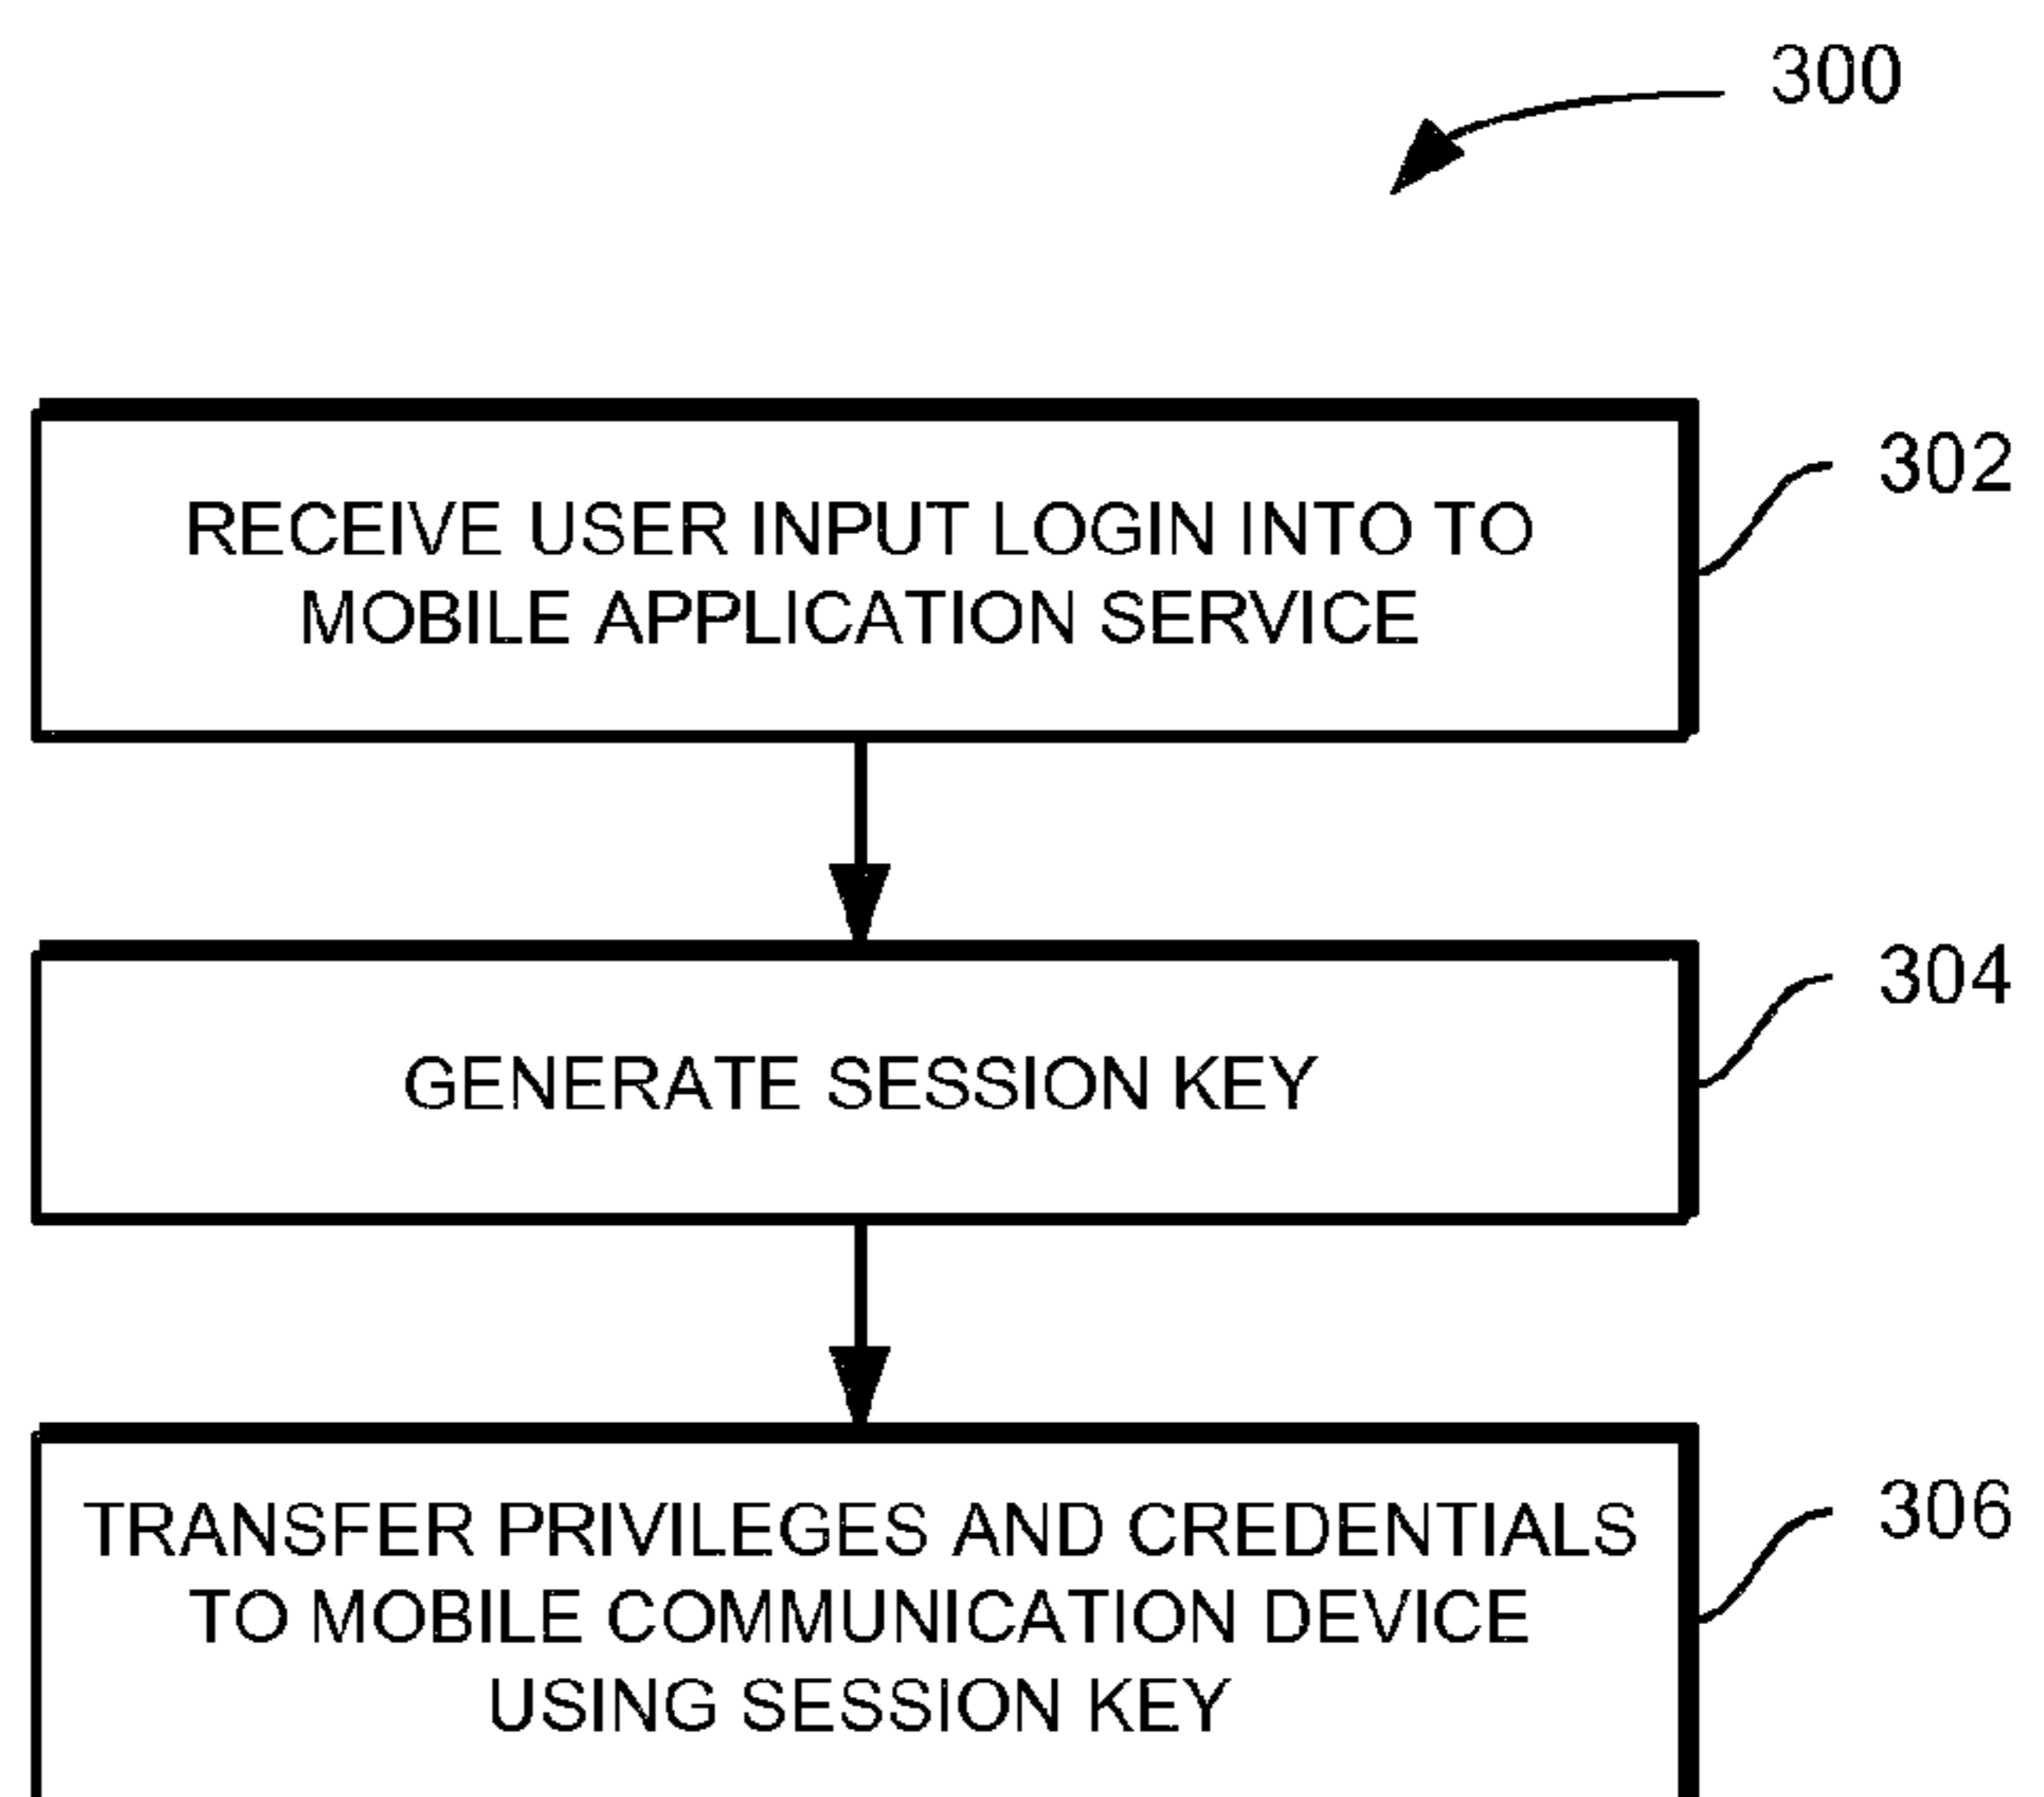 300
RECEIVE USER INPUT LOGIN INTO TO
MOBILE APPLICATION SERVICE
302
GENERATE SESSION KEY
304
TRANSFER PRIVILEGES AND CREDENTIALS
TO MOBILE COMMUNICATION DEVICE
USING SESSION KEY
306